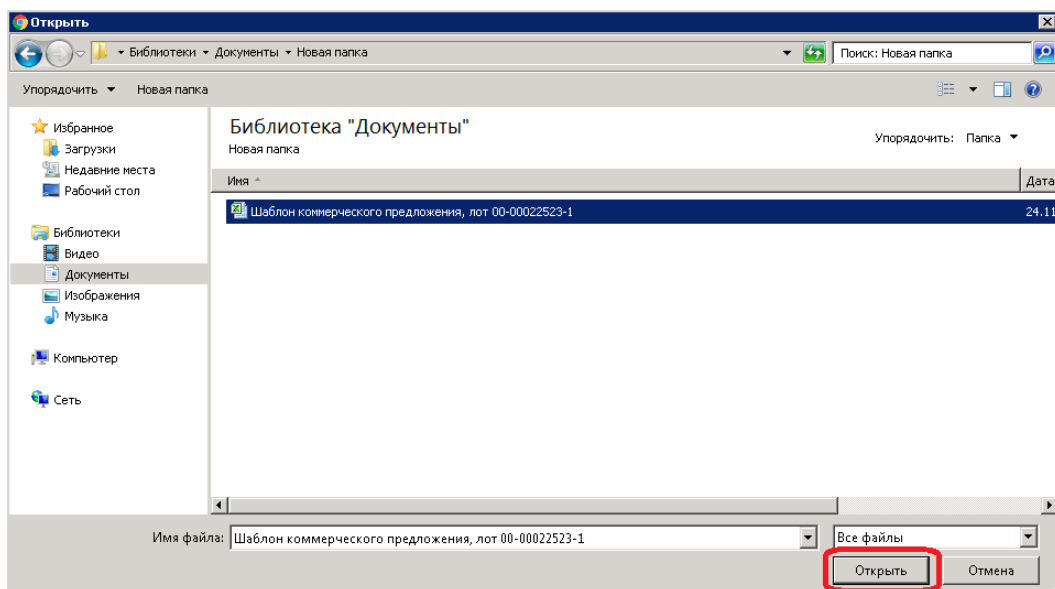 Открыть
Библиотеки Документы Новая папка
Поиск: Новая папка
Упорядочить Новая папка
Избранное
Загрузки
Недавние места
Рабочий стол
Библиотеки
Видео
Документы
Изображения
Музыка
Компьютер
Сеть
Библиотека "Документы"
Новая папка
Упорядочить: Папка
Имя Дата
Шаблон коммерческого предложения, лот 00-00022523-1 24.11
Имя файла: Шаблон коммерческого предложения, лот 00-00022523-1 Все файлы
Открыть Отмена